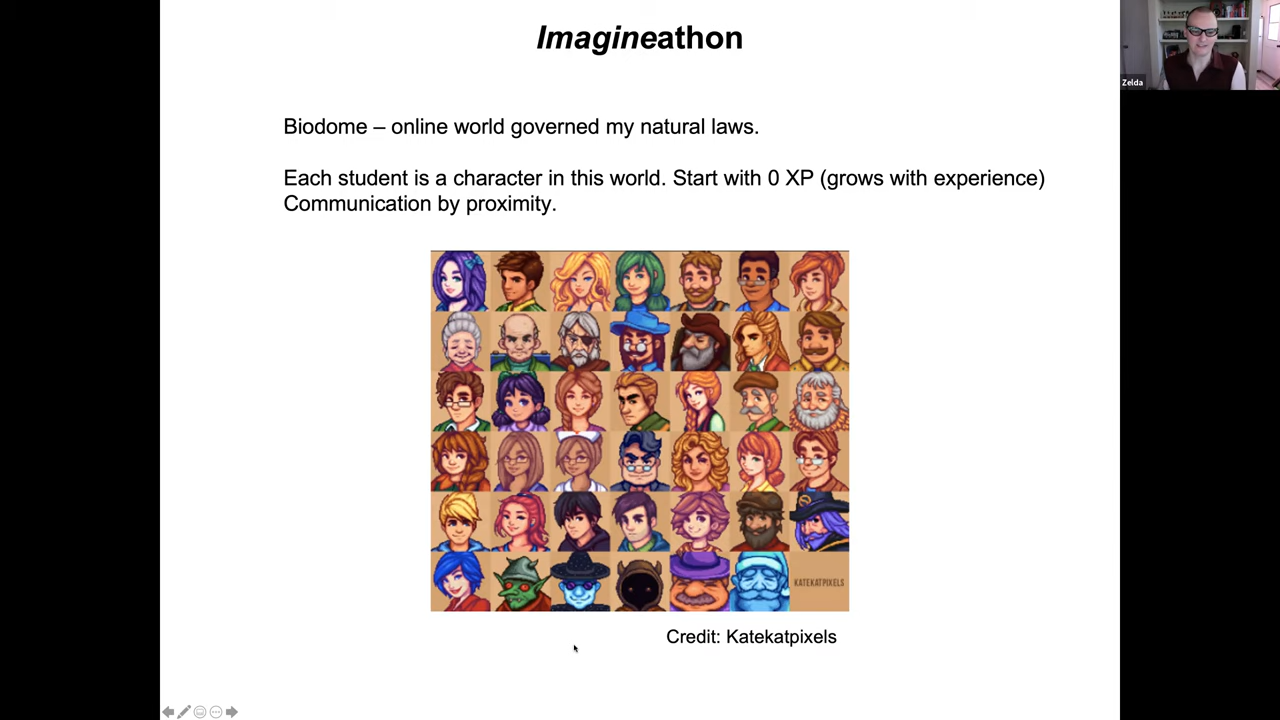 Imagineathon
Zelda
Biodome – online world governed my natural laws.
Each student is a character in this world. Start with 0 XP (grows with experience)
Communication by proximity.
KATEKATPIXELS
Credit: Katekatpixels